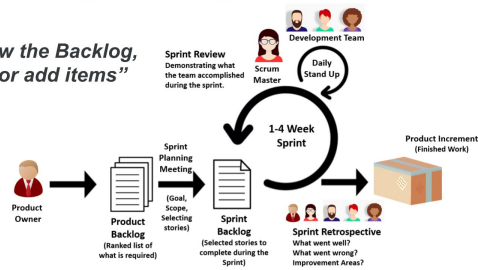 w the Backlog,
or add items”
Sprint Review
Demonstrating what
the team accomplished
during the sprint.
Scrum
Master
Development Team
Daily
Stand Up
1-4 Week
Sprint
Product Increment
(Finished Work)
Sprint
Planning
Meeting
(Goal,
Scope,
Selecting
stories)
Product
Owner
Product
Backlog
(Ranked list of
what is required)
Sprint
Backlog
(Selected stories to
complete during the
Sprint)
Sprint Retrospective
What went well?
What went wrong?
Improvement Areas?